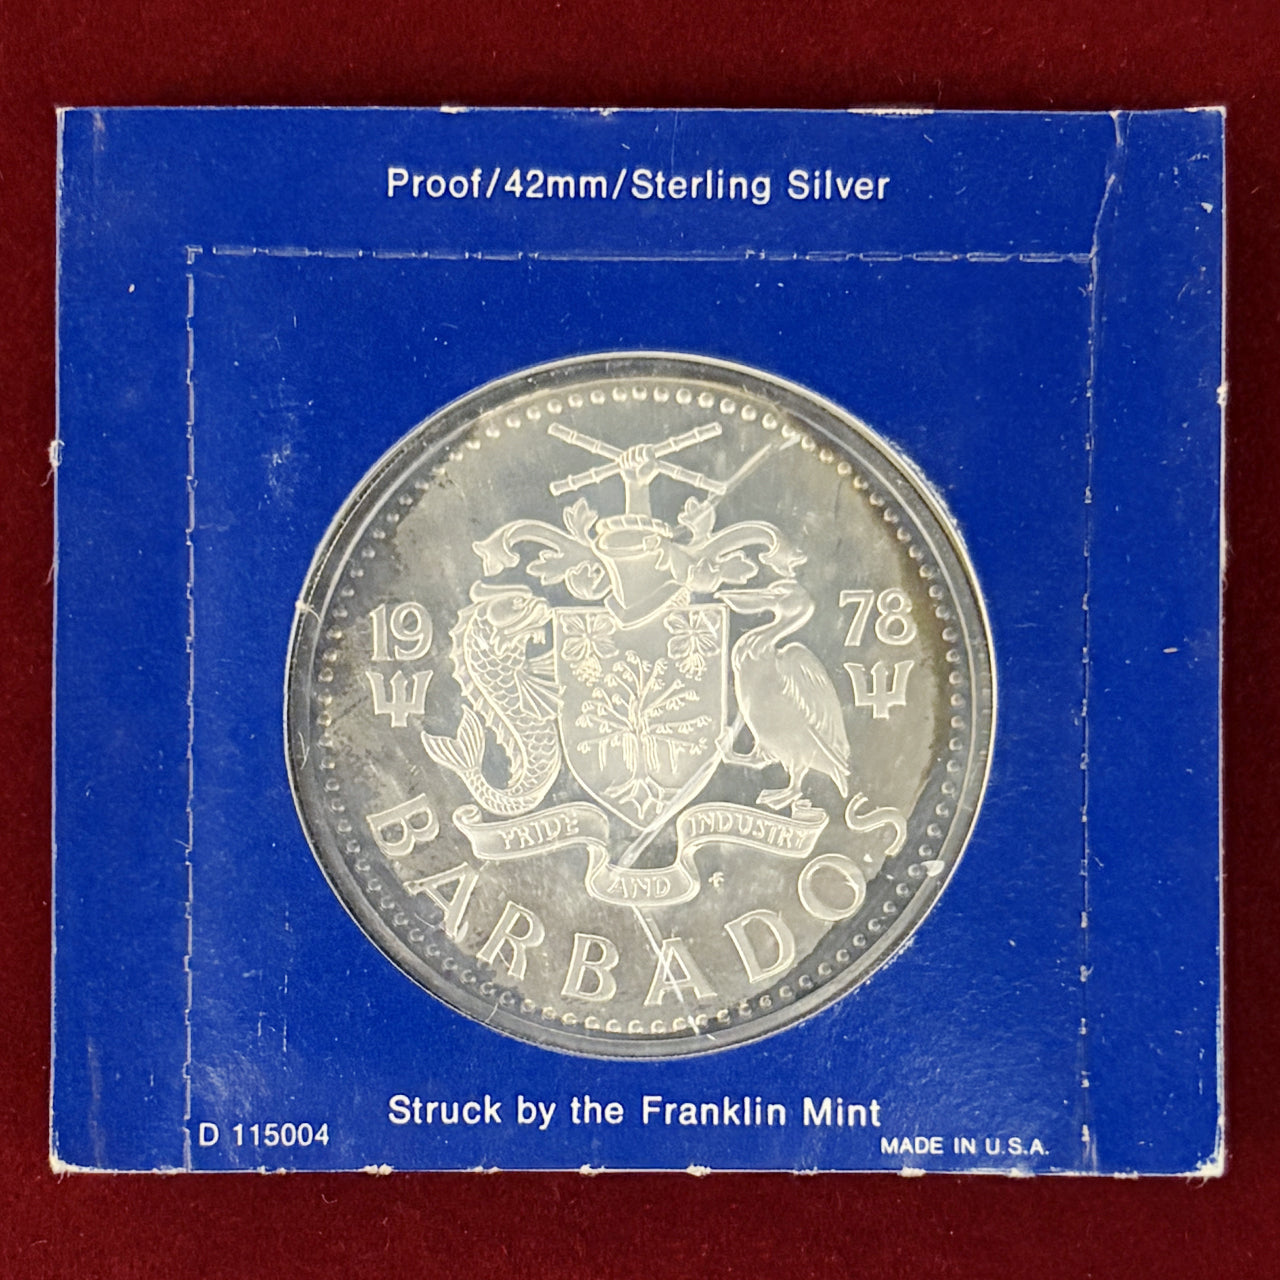 Proof/42mm/Sterling Silver
19 78
PRIDE AND INDUSTRY
BARBADOS
Struck by the Franklin Mint
D 115004
MADE IN U.S.A.